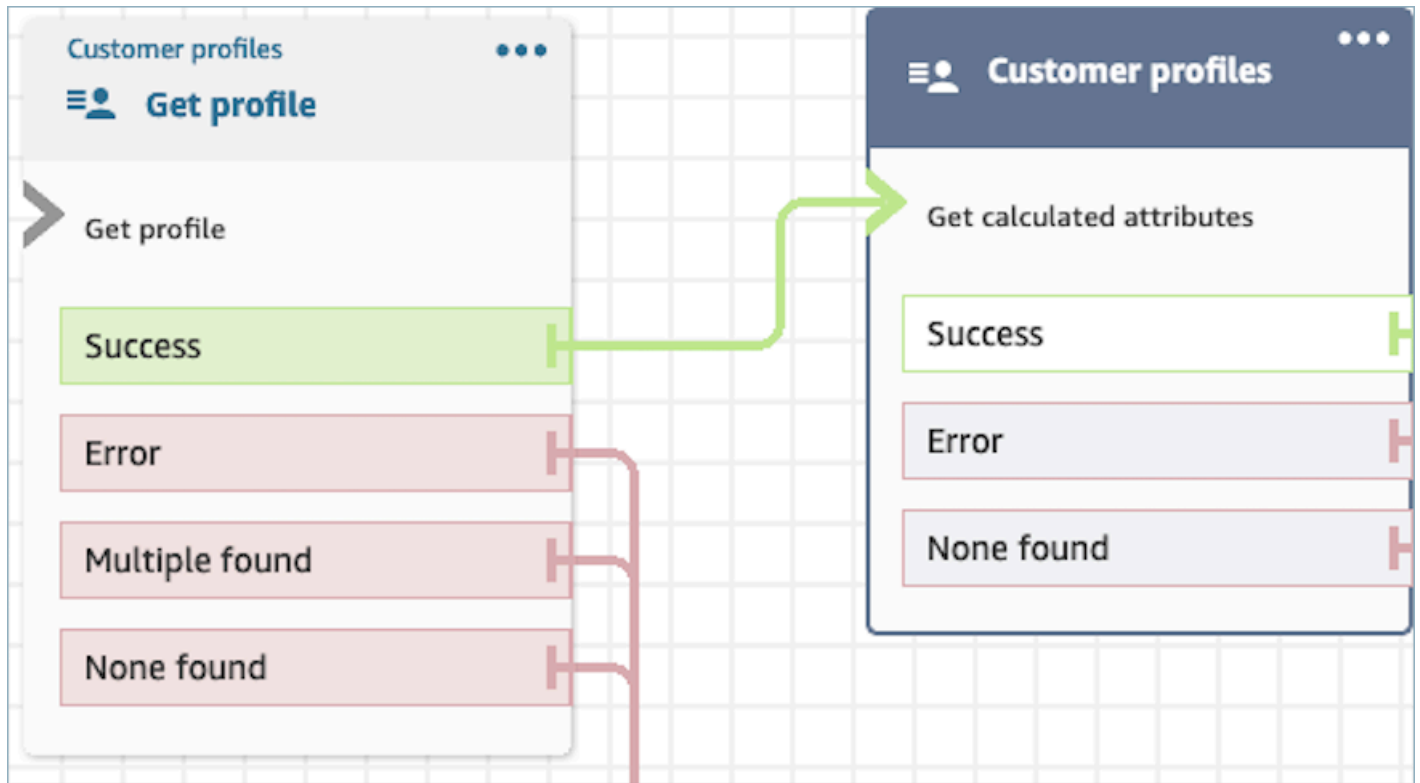 Customer profiles
Get profile
Get profile
Success
Error
Multiple found
None found
Customer profiles
Get calculated attributes
Success
Error
None found